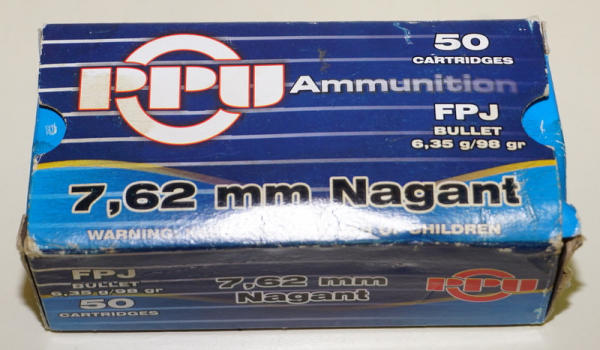 PPU
Ammunition
50
CARTRIDGES
FPJ
BULLET
6,35 g/98 gr
7,62 mm Nagant
WARNING: OF CHILDREN
FPJ
BULLET
6,35 g/98 gr
50
CARTRIDGES
7,62 mm
Nagant
PPU